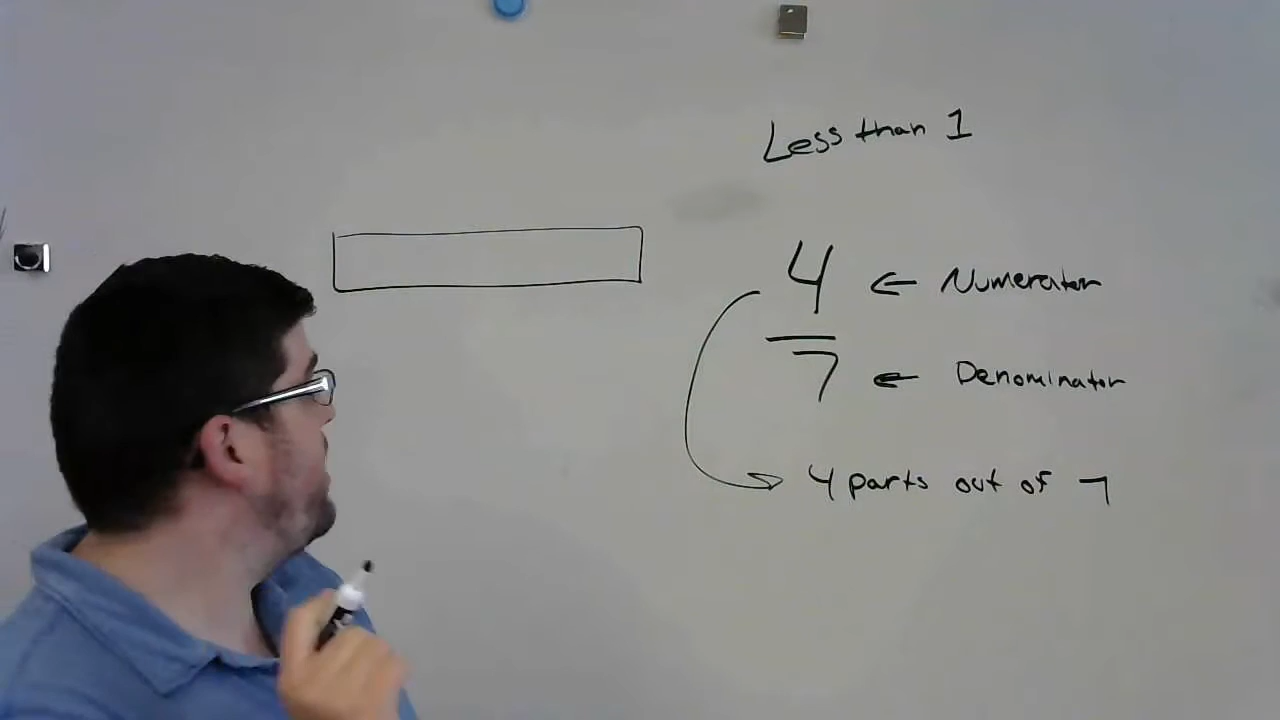 Less than 1
4 ← Numerator
7 ← Denominator
4 parts out of 7